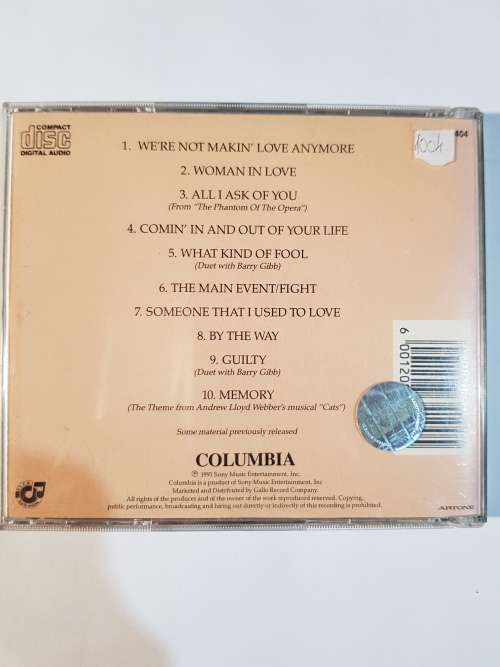 COMPACT
disc
DIGITAL AUDIO
404
1. WE'RE NOT MAKIN' LOVE ANYMORE
2. WOMAN IN LOVE
3. ALL I ASK OF YOU
(From "The Phantom Of The Opera")
4. COMIN' IN AND OUT OF YOUR LIFE
5. WHAT KIND OF FOOL
(Duet with Barry Gibb)
6. THE MAIN EVENT/FIGHT
7. SOMEONE THAT I USED TO LOVE
8. BY THE WAY
9. GUILTY
(Duet with Barry Gibb)
10. MEMORY
(The Theme from Andrew Lloyd Webber's musical "Cats")
6 00120
Some material previously released
COLUMBIA
℗ 1991 Sony Music Entertainment, Inc.
Columbia is a product of Sony Music Entertainment, Inc
Marketed and Distributed by Gallo Record Company.
All rights of the producer and of the owner of the work reproduced reserved. Copying,
public performance, broadcasting and hiring out directly or indirectly of this recording is prohibited.
ARTONE